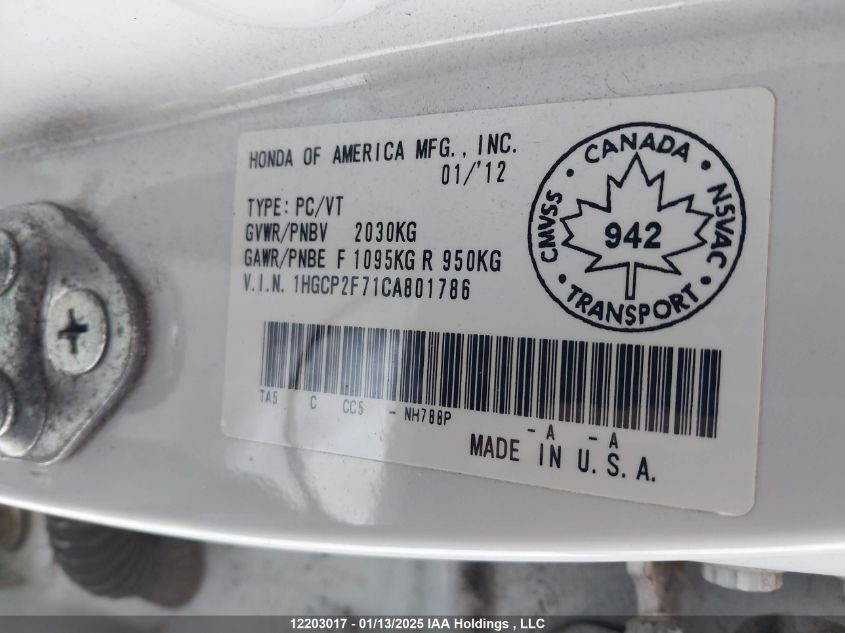 HONDA OF AMERICA MFG., INC.
01/'12
TYPE: PC/VT
GVWR/PNBV 2030KG
GAWR/PNBE F 1095KG R 950KG
V.I.N. 1HGCP2F71CA801786
CANADA
CMVSS
942
NSVAC
TRANSPORT
TA5 C CC5 - NH788P
-A -A
MADE IN U.S.A.
12203017 - 01/13/2025 IAA Holdings , LLC